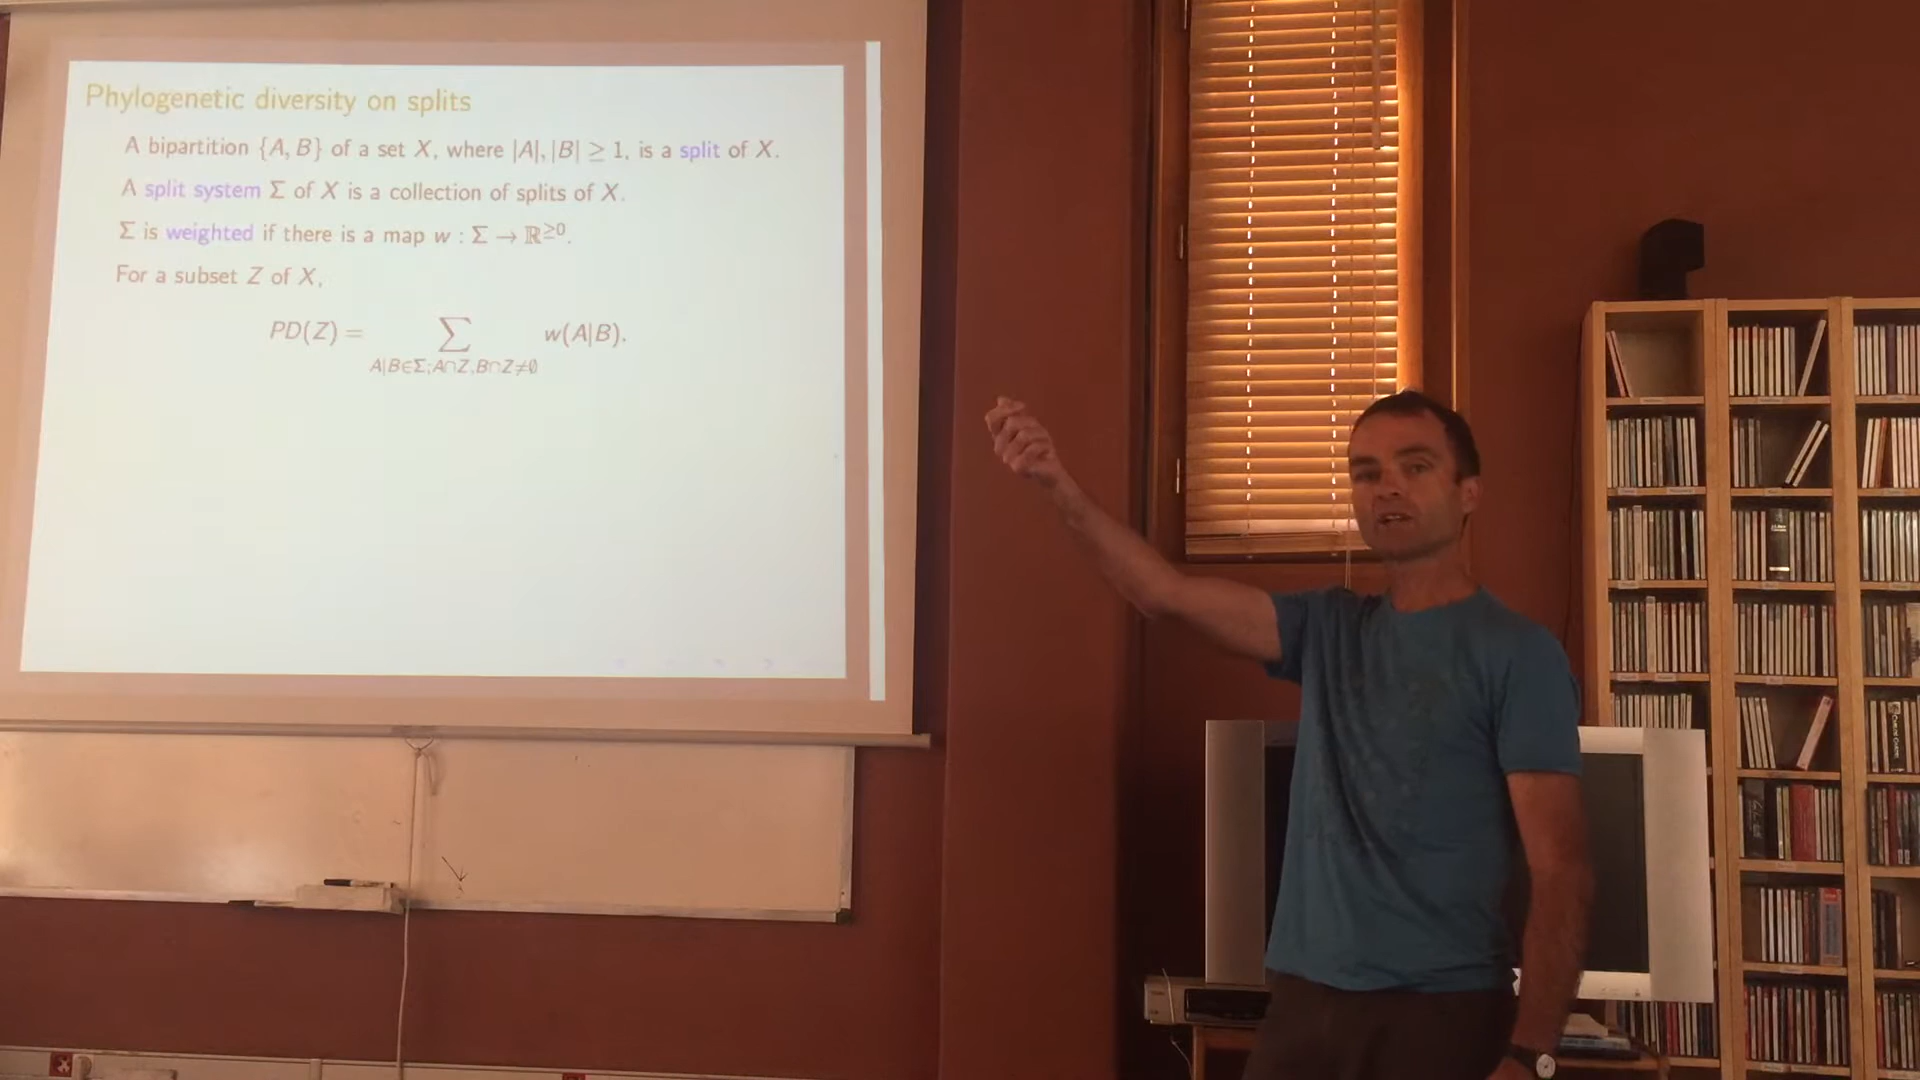 Phylogenetic diversity on splits
A bipartition {A, B} of a set X, where |A|, |B| ≥ 1, is a split of X.
A split system Σ of X is a collection of splits of X.
Σ is weighted if there is a map w : Σ → ℝ≥0.
For a subset Z of X,
PD(Z) = ∑ w(A|B).
A|B∈Σ;A∩Z,B∩Z≠∅